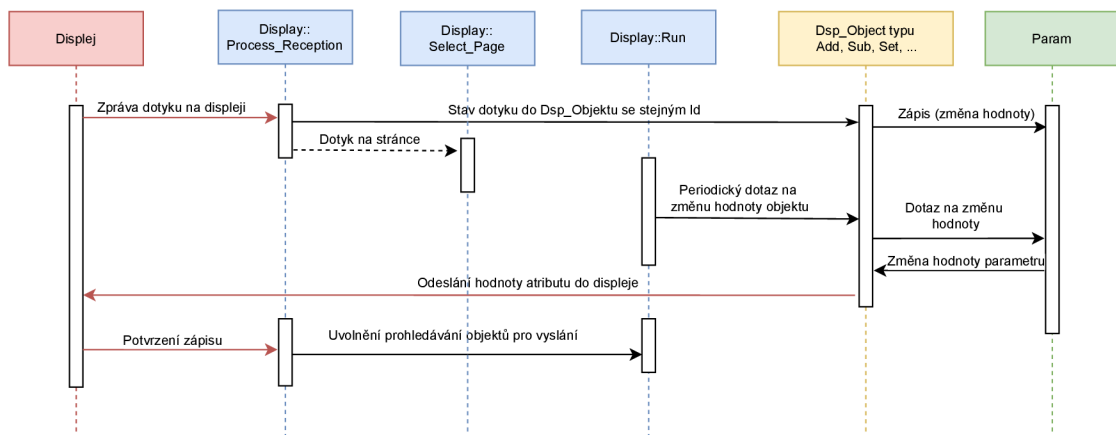 Displej
Display::
Process_Reception
Display::
Select_Page
Display::Run
Dsp_Object typu
Add, Sub, Set, ...
Param
Zpráva dotyku na displeji
Stav dotyku do Dsp_Objektu se stejným Id
Zápis (změna hodnoty)
Dotyk na stránce
Periodický dotaz na
změnu hodnoty objektu
Dotaz na změnu
hodnoty
Změna hodnoty parametru
Odeslání hodnoty atributu do displeje
Potvrzení zápisu
Uvolnění prohledávání objektů pro vyslání